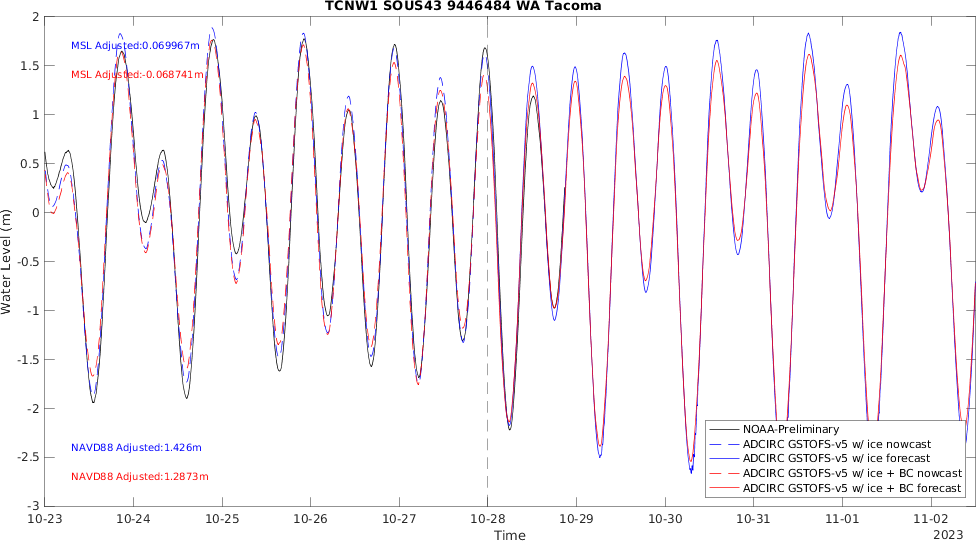 TCNW1 SOUS43 9446484 WA Tacoma
2
1.5
1
0.5
0
-0.5
-1
-1.5
-2
-2.5
-3
Water Level (m)
MSL Adjusted:0.069967m
MSL Adjusted:-0.068741m
NAVD88 Adjusted:1.426m
NAVD88 Adjusted:1.2873m
NOAA-Preliminary
ADCIRC GSTOFS-v5 w/ ice nowcast
ADCIRC GSTOFS-v5 w/ ice forecast
ADCIRC GSTOFS-v5 w/ ice + BC nowcast
ADCIRC GSTOFS-v5 w/ ice + BC forecast
10-23 10-24 10-25 10-26 10-27 10-28 10-29 10-30 10-31 11-01 11-02
Time
2023